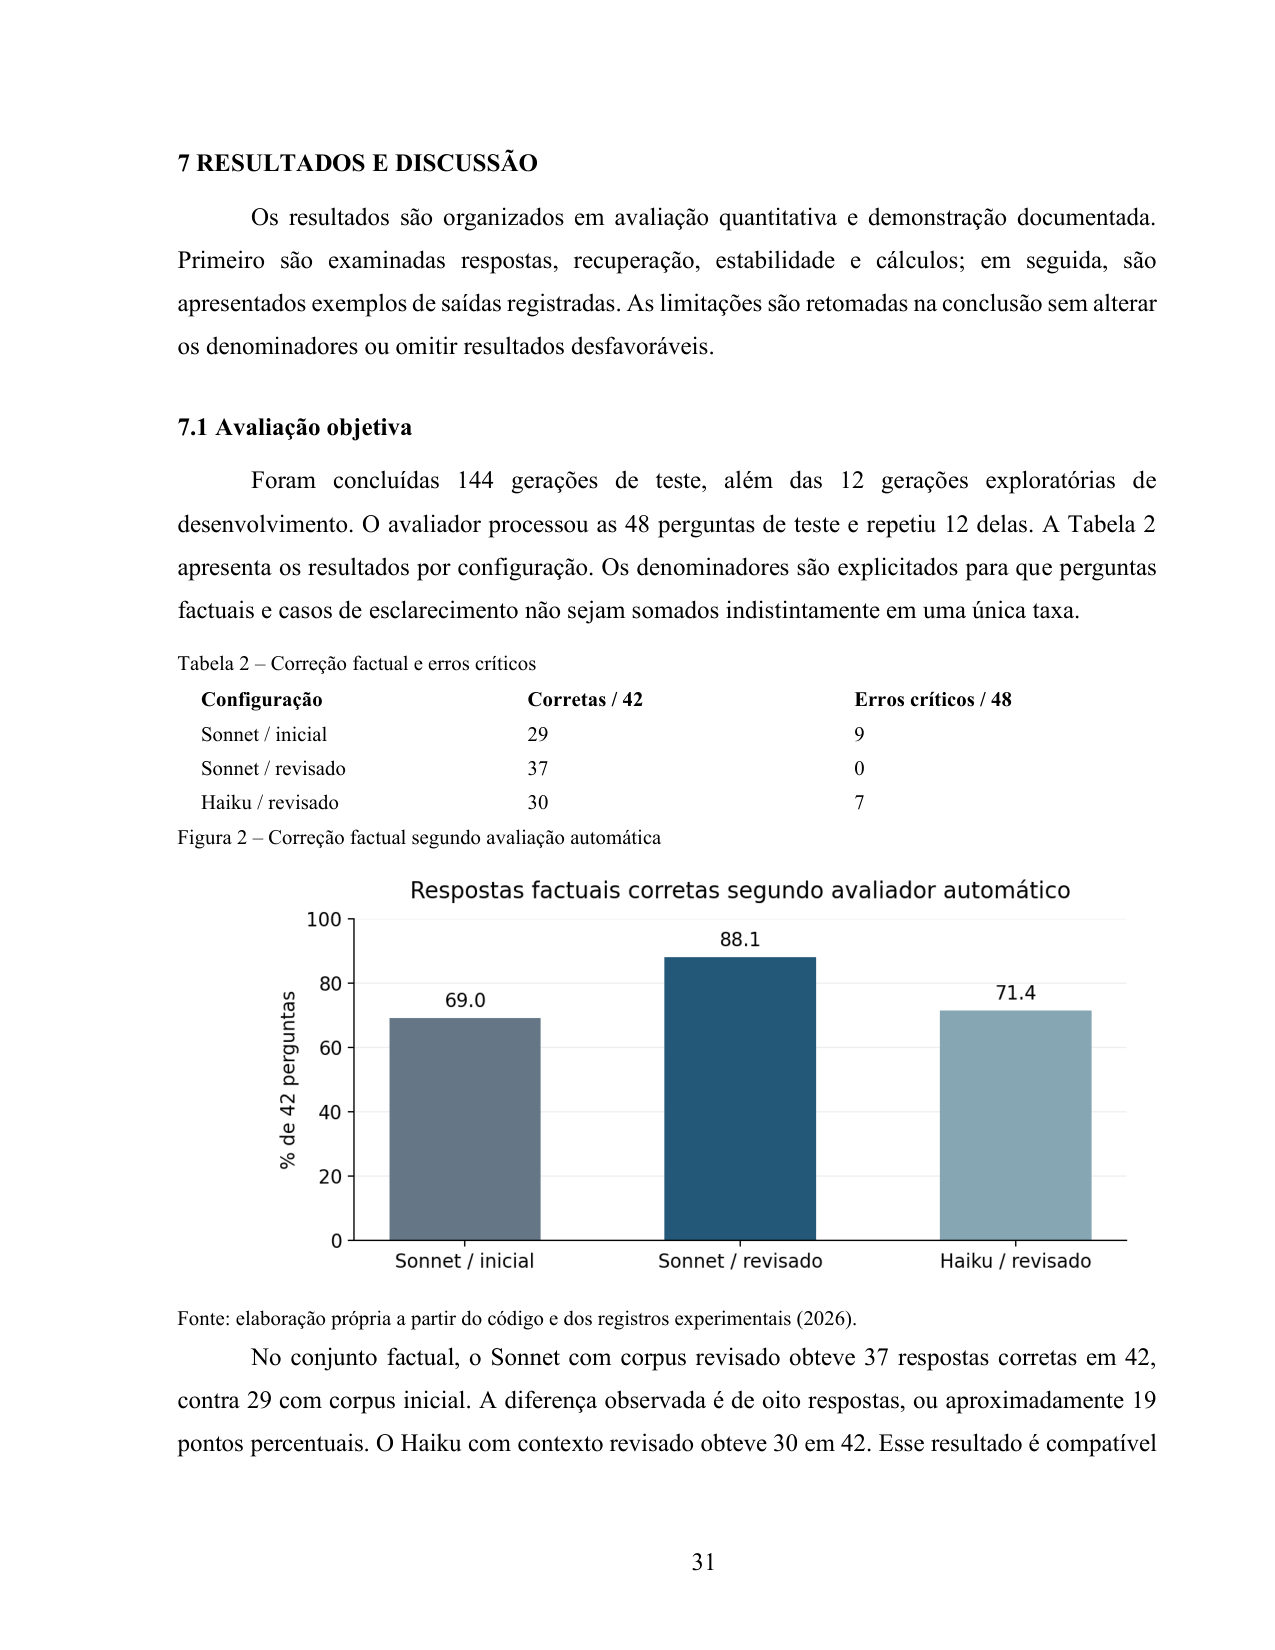 7 RESULTADOS E DISCUSSÃO
Os resultados são organizados em avaliação quantitativa e demonstração documentada.
Primeiro são examinadas respostas, recuperação, estabilidade e cálculos; em seguida, são
apresentados exemplos de saídas registradas. As limitações são retomadas na conclusão sem alterar
os denominadores ou omitir resultados desfavoráveis.
7.1 Avaliação objetiva
Foram concluídas 144 gerações de teste, além das 12 gerações exploratórias de
desenvolvimento. O avaliador processou as 48 perguntas de teste e repetiu 12 delas. A Tabela 2
apresenta os resultados por configuração. Os denominadores são explicitados para que perguntas
factuais e casos de esclarecimento não sejam somados indistintamente em uma única taxa.
Tabela 2 – Correção factual e erros críticos
Configuração Corretas / 42 Erros críticos / 48
Sonnet / inicial 29 9
Sonnet / revisado 37 0
Haiku / revisado 30 7
Figura 2 – Correção factual segundo avaliação automática
Respostas factuais corretas segundo avaliador automático
% de 42 perguntas
100
80
60
40
20
0
69.0
88.1
71.4
Sonnet / inicial
Sonnet / revisado
Haiku / revisado
Fonte: elaboração própria a partir do código e dos registros experimentais (2026).
No conjunto factual, o Sonnet com corpus revisado obteve 37 respostas corretas em 42,
contra 29 com corpus inicial. A diferença observada é de oito respostas, ou aproximadamente 19
pontos percentuais. O Haiku com contexto revisado obteve 30 em 42. Esse resultado é compatível
31